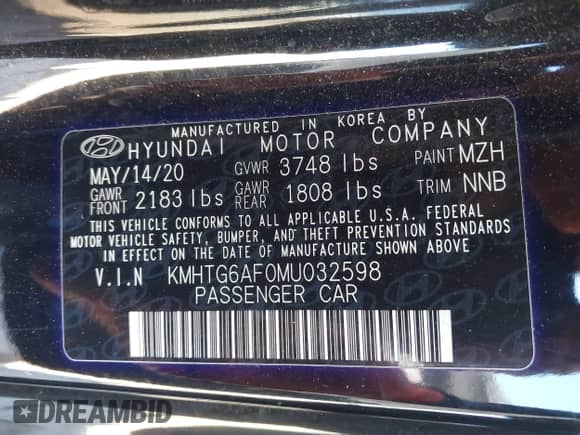 MANUFACTURED IN KOREA BY
HYUNDAI MOTOR COMPANY
MAY/14/20 GVWR 3748 lbs PAINT MZH
GAWR FRONT 2183 lbs GAWR REAR 1808 lbs TRIM NNB
THIS VEHICLE CONFORMS TO ALL APPLICABLE U.S.A. FEDERAL
MOTOR VEHICLE SAFETY, BUMPER, AND THEFT PREVENTION STANDARDS
IN EFFECT ON THE DATE OF MANUFACTURE SHOWN ABOVE
V.I.N KMHTG6AF0MU032598
PASSENGER CAR
DREAMBID